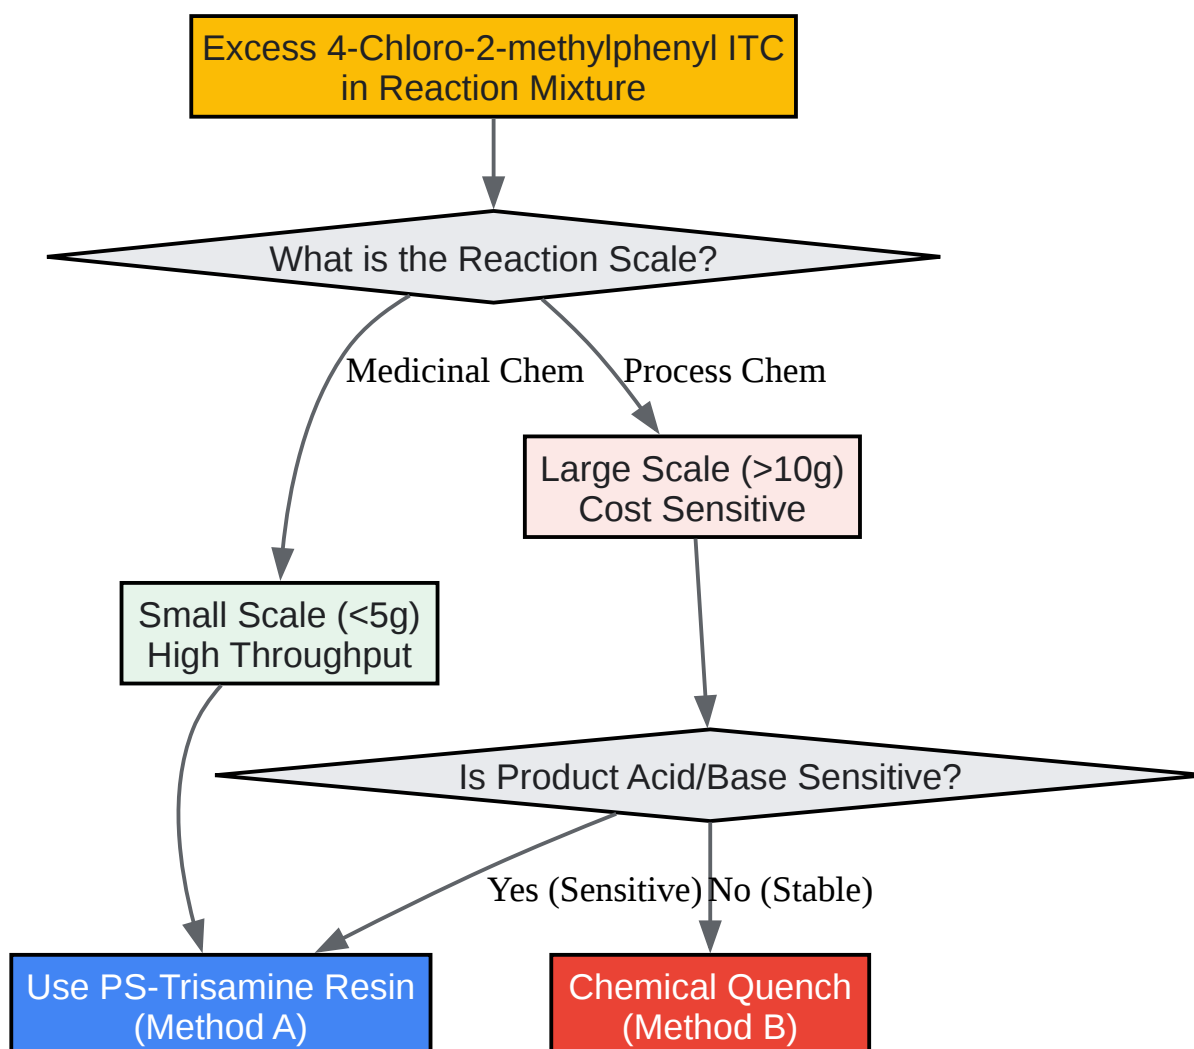 Excess 4-Chloro-2-methylphenyl ITC
in Reaction Mixture
What is the Reaction Scale?
Medicinal Chem
Process Chem
Large Scale (>10g)
Cost Sensitive
Small Scale (<5g)
High Throughput
Is Product Acid/Base Sensitive?
Yes (Sensitive)
No (Stable)
Use PS-Trisamine Resin
(Method A)
Chemical Quench
(Method B)